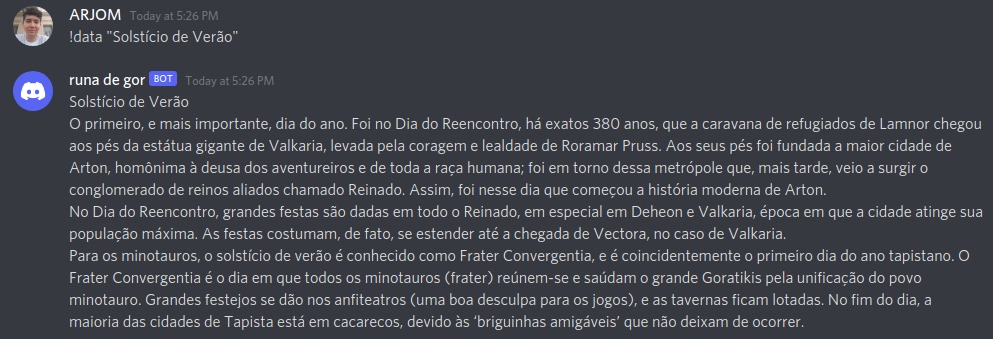 ARJOM Today at 5:26 PM
!data "Solstício de Verão"
runa de gor BOT Today at 5:26 PM
Solstício de Verão
O primeiro, e mais importante, dia do ano. Foi no Dia do Reencontro, há exatos 380 anos, que a caravana de refugiados de Lamnor chegou
aos pés da estátua gigante de Valkaria, levada pela coragem e lealdade de Roramar Pruss. Aos seus pés foi fundada a maior cidade de
Arton, homônima à deusa dos aventureiros e de toda a raça humana; foi em torno dessa metrópole que, mais tarde, veio a surgir o
conglomerado de reinos aliados chamado Reinado. Assim, foi nesse dia que começou a história moderna de Arton.
No Dia do Reencontro, grandes festas são dadas em todo o Reinado, em especial em Deheon e Valkaria, época em que a cidade atinge sua
população máxima. As festas costumam, de fato, se estender até a chegada de Vectora, no caso de Valkaria.
Para os minotauros, o solstício de verão é conhecido como Frater Convergentia, e é coincidentemente o primeiro dia do ano tapistano. O
Frater Convergentia é o dia em que todos os minotauros (frater) reúnem-se e saúdam o grande Goratikis pela unificação do povo
minotauro. Grandes festejos se dão nos anfiteatros (uma boa desculpa para os jogos), e as tavernas ficam lotadas. No fim do dia, a
maioria das cidades de Tapista está em cacarecos, devido às ‘briguinhas amigáveis’ que não deixam de ocorrer.